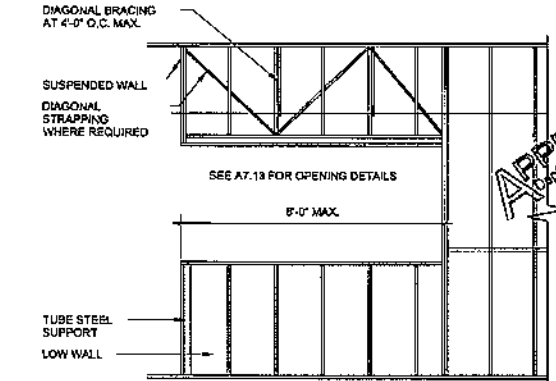 DIAGONAL BRACING
AT 4'-0" O.C. MAX.
SUSPENDED WALL
DIAGONAL
STRAPPING
WHERE REQUIRED
SEE A7.13 FOR OPENING DETAILS
8'-0" MAX.
TUBE STEEL
SUPPORT
LOW WALL